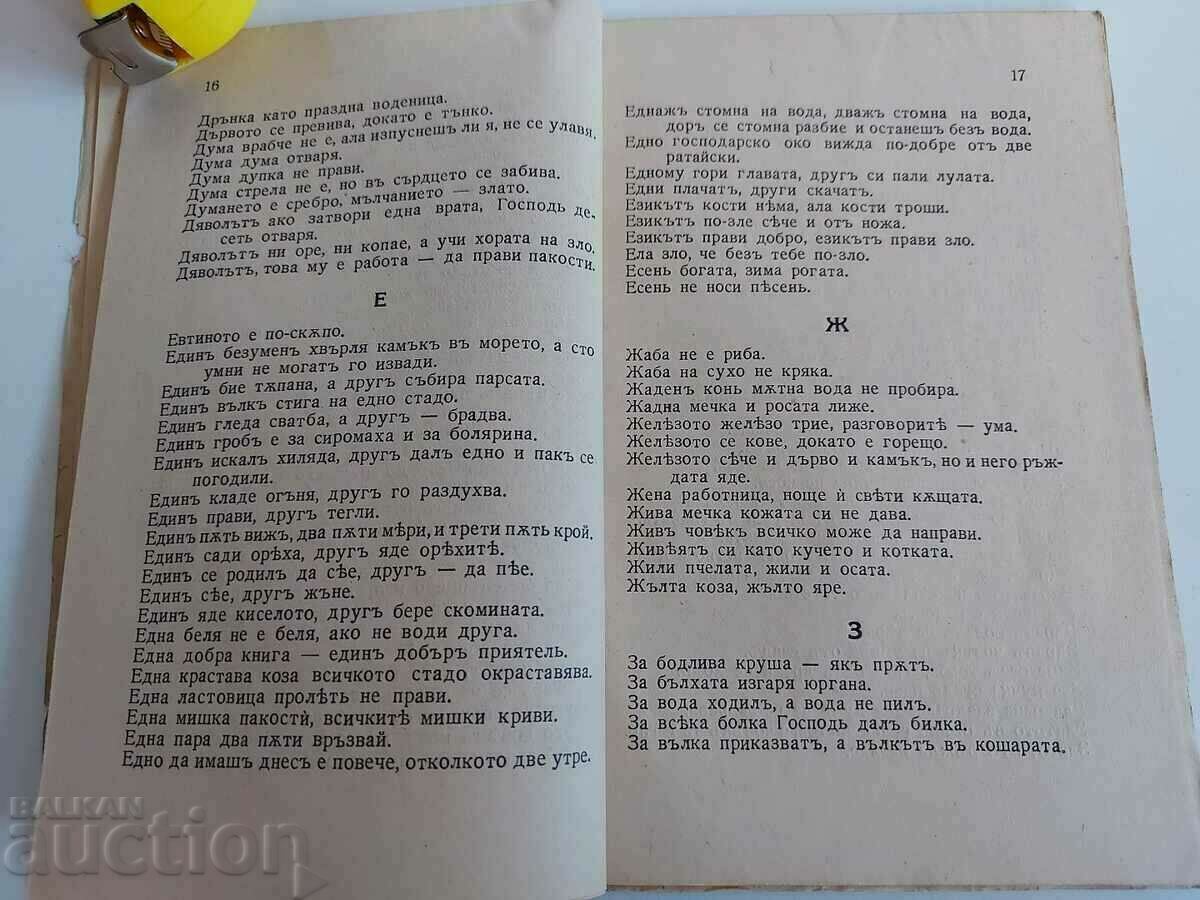 16
Дрънка като праздна воденица.
Дървото се превива, докато е тънко.
Дума врабче не е, ала изпуснешъ ли я, не се улавя.
Дума дума отваря.
Дума дупка не прави.
Дума стрела не е, но въ сърдцето се забива.
Думането е сребро, мълчанието — злато.
Дяволътъ ако затвори една врата, Господь де-
сеть отваря.
Дяволътъ ни оре, ни копае, а учи хората на зло.
Дяволътъ, това му е работа — да прави пакости.
Е
Евтиното е по-скѫпо.
Единъ безуменъ хвърля камъкъ въ морето, а сто
умни не могатъ го извади.
Единъ бие тѫпана, а другъ събира парсата.
Единъ вълкъ стига на едно стадо.
Единъ гледа сватба, а другъ — брадва.
Единъ гробъ е за сиромаха и за болярина.
Единъ искалъ хиляда, другъ далъ едно и пакъ се
погодили.
Единъ кладе огъня, другъ го раздухва.
Единъ прави, другъ тегли.
Единъ пѫть вижъ, два пѫти мѣри, и трети пѫть крой.
Единъ сади орѣха, другъ яде орѣхитѣ.
Единъ се родилъ да сѣе, другъ — да пѣе.
Единъ сѣе, другъ жъне.
Единъ яде киселото, другъ бере скомината.
Една беля не е беля, ако не води друга.
Една добра книга — единъ добъръ приятель.
Една крастава коза всичкото стадо окраставява.
Една ластовица пролѣть не прави.
Една мишка пакости́, всичкитѣ мишки криви.
Една пара два пѫти връзвай.
Едно да имашъ днесъ е повече, отколкото две утре.
17
Еднажъ стомна на вода, дважъ стомна на вода,
доръ се стомна разбие и останешъ безъ вода.
Едно господарско око вижда по-добре отъ две
ратайски.
Едному гори главата, другъ си пали лулата.
Едни плачатъ, други скачатъ.
Езикътъ кости нѣма, ала кости троши.
Езикътъ по-зле сѣче и отъ ножа.
Езикътъ прави добро, езикътъ прави зло.
Ела зло, че безъ тебе по-зло.
Есень богата, зима рогата.
Есень не носи пѣсень.
Ж
Жаба не е риба.
Жаба на сухо не кряка.
Жаденъ конь мѫтна вода не пробира.
Жадна мечка и росата лиже.
Желѣзото желѣзо трие, разговоритѣ — ума.
Желѣзото се кове, докато е горещо.
Желѣзото сѣче и дърво и камъкъ, но и него ръж-
дата яде.
Жена работница, ноще ѝ свѣти кѫщата.
Жива мечка кожата си не дава.
Живъ човѣкъ всичко може да направи.
Живѣятъ си като кучето и котката.
Жили пчелата, жили и осата.
Жълта коза, жълто яре.
З
За бодлива круша — якъ прѫтъ.
За бълхата изгаря юргана.
За вода ходилъ, а вода не пилъ.
За всѣка болка Господь далъ билка.
За вълка приказватъ, а вълкътъ въ кошарата.
BALKAN
auction